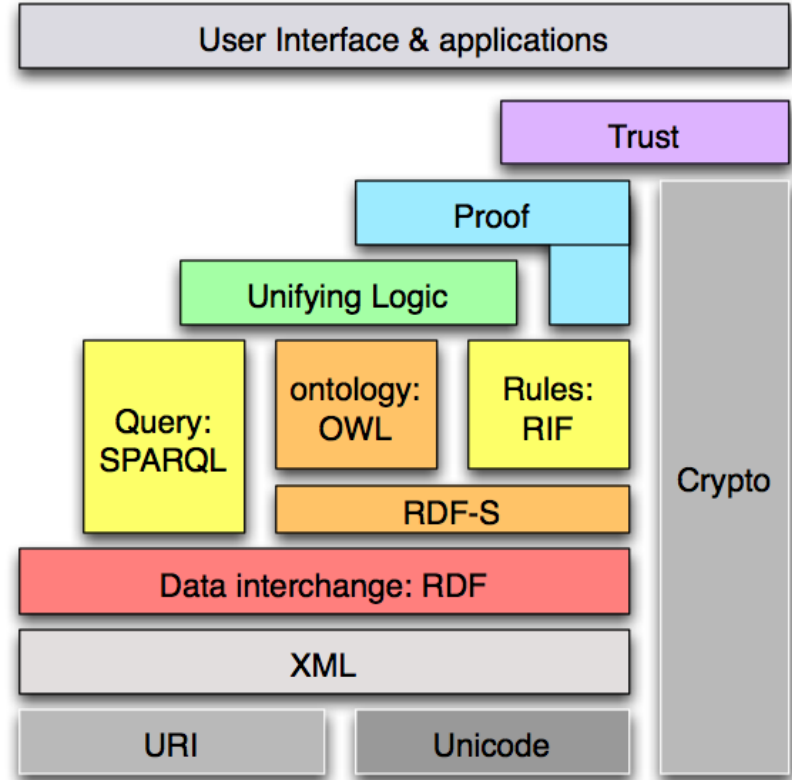 User Interface & applications
Trust
Proof
Unifying Logic
Query:
SPARQL
ontology:
OWL
Rules:
RIF
Crypto
RDF-S
Data interchange: RDF
XML
URI
Unicode